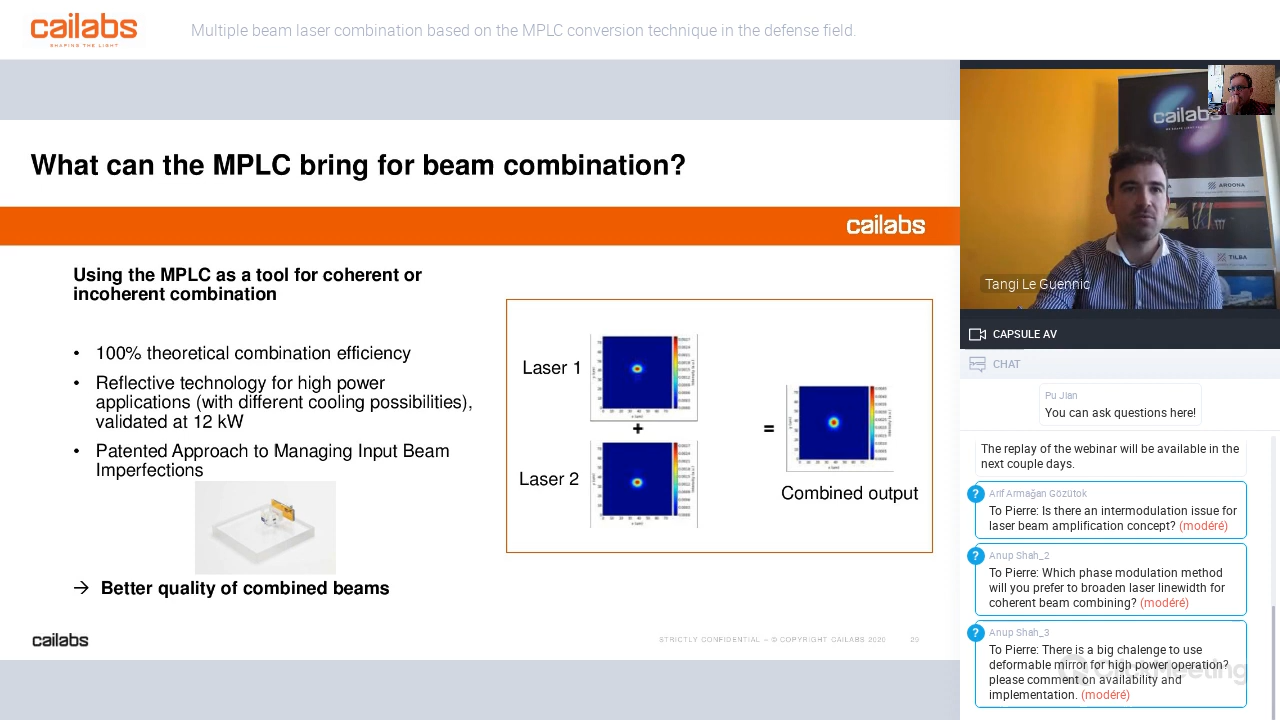 cailabs
SHAPING THE LIGHT
Multiple beam laser combination based on the MPLC conversion technique in the defense field.
What can the MPLC bring for beam combination?
cailabs
Using the MPLC as a tool for coherent or
incoherent combination
• 100% theoretical combination efficiency
• Reflective technology for high power
applications (with different cooling possibilities),
validated at 12 kW
• Patented Approach to Managing Input Beam
Imperfections
→ Better quality of combined beams
Laser 1
+
Laser 2
=
Combined output
cailabs
STRICTLY CONFIDENTIAL – © COPYRIGHT CAILABS 2020
29
cailabs
ARGONA
TILBA
Tangi Le Guennic
CAPSULE AV
CHAT
Pu Jian
You can ask questions here!
The replay of the webinar will be available in the
next couple days.
? Arif Armağan Gözütok
To Pierre: Is there an intermodulation issue for
laser beam amplification concept? (modéré)
? Anup Shah_2
To Pierre: Which phase modulation method
will you prefer to broaden laser linewidth for
coherent beam combining? (modéré)
? Anup Shah_3
To Pierre: There is a big chalenge to use
deformable mirror for high power operation?
please comment on availability and
implementation. (modéré)
ClickMeeting